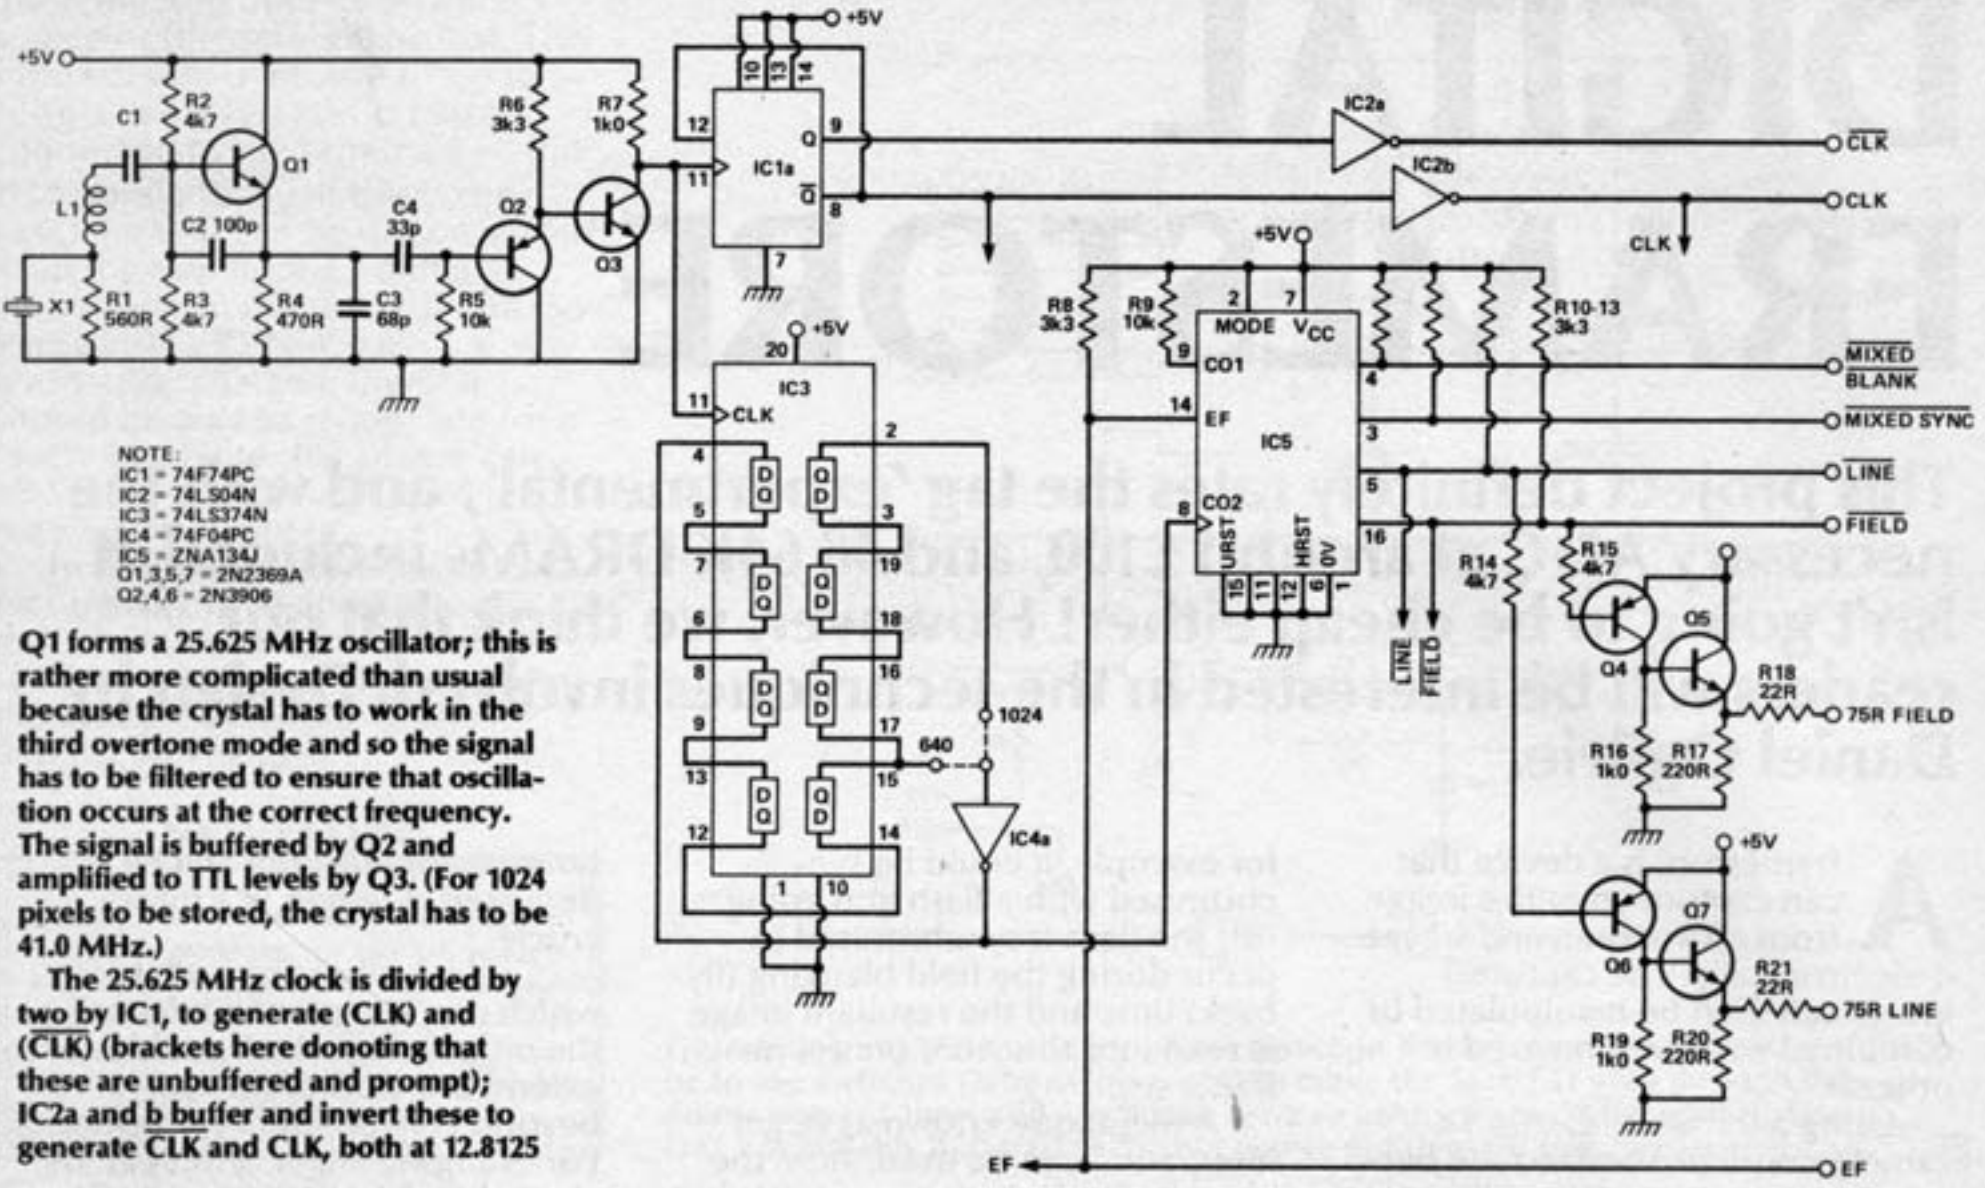 +5V
+5V
C1
R2
4k7
Q1
L1
C2 100p
C4
33p
X1
R1
560R
R3
4k7
R4
470R
C3
68p
R5
10k
R6
3k3
R7
1k0
Q2
Q3
10
13
14
12
Q
9
IC1a
11
Q̅
8
7
IC2a
C̅L̅K̅
IC2b
CLK
CLK
+5V
+5V
20
IC3
11
CLK
2
4
D
Q
Q
D
5
3
7
19
D
Q
Q
D
6
18
8
16
D
Q
Q
D
9
17
13
15
D
Q
Q
D
12
14
1
10
1024
640
IC4a
R8
3k3
R9
10k
2
7
MODE
VCC
R10-13
3k3
9
CO1
4
M̅I̅X̅E̅D̅
B̅L̅A̅N̅K̅
14
EF
IC5
3
M̅I̅X̅E̅D̅ S̅Y̅N̅C̅
5
L̅I̅N̅E̅
8
CO2
16
F̅I̅E̅L̅D̅
URST
HRST
0V
15
11
12
6
1
L̅I̅N̅E̅
F̅I̅E̅L̅D̅
R14
4k7
R15
4k7
Q5
Q4
R18
22R
75R FIELD
R16
1k0
R17
220R
+5V
Q7
Q6
R21
22R
75R LINE
R19
1k0
R20
220R
EF
EF
NOTE:
IC1 = 74F74PC
IC2 = 74LS04N
IC3 = 74LS374N
IC4 = 74F04PC
IC5 = ZNA134J
Q1,3,5,7 = 2N2369A
Q2,4,6 = 2N3906
Q1 forms a 25.625 MHz oscillator; this is
rather more complicated than usual
because the crystal has to work in the
third overtone mode and so the signal
has to be filtered to ensure that oscilla-
tion occurs at the correct frequency.
The signal is buffered by Q2 and
amplified to TTL levels by Q3. (For 1024
pixels to be stored, the crystal has to be
41.0 MHz.)
The 25.625 MHz clock is divided by
two by IC1, to generate (CLK) and
(C̅L̅K̅) (brackets here donoting that
these are unbuffered and prompt);
IC2a and b buffer and invert these to
generate C̅L̅K̅ and CLK, both at 12.8125